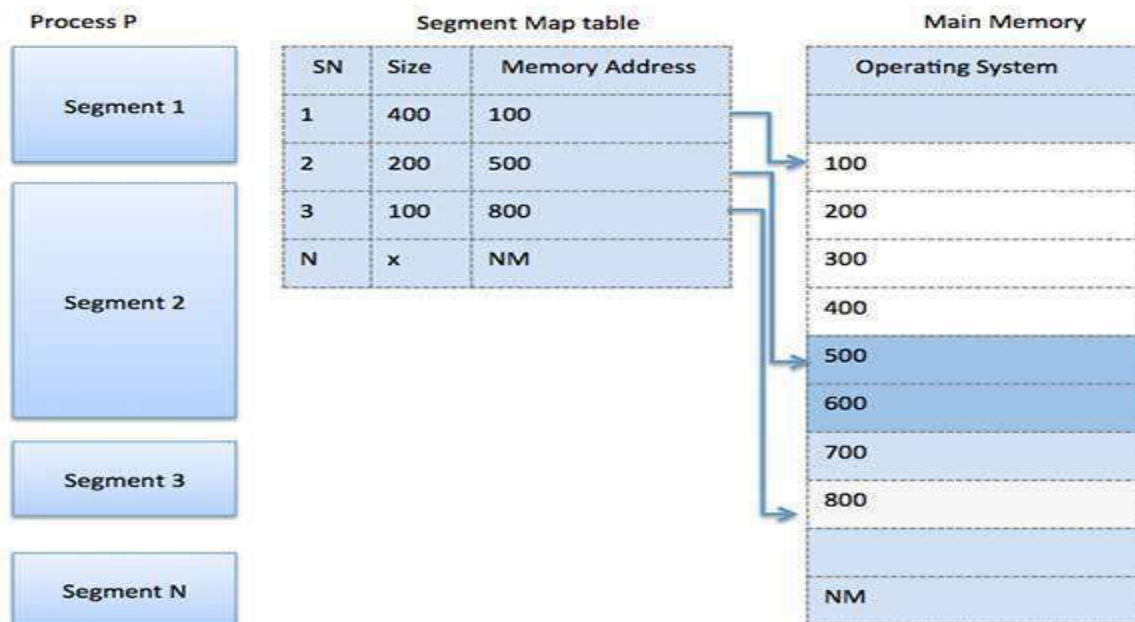 Process P
Segment 1
Segment 2
Segment 3
Segment N
Segment Map table
SN Size Memory Address
1 400 100
2 200 500
3 100 800
N x NM
Main Memory
Operating System
100
200
300
400
500
600
700
800
NM